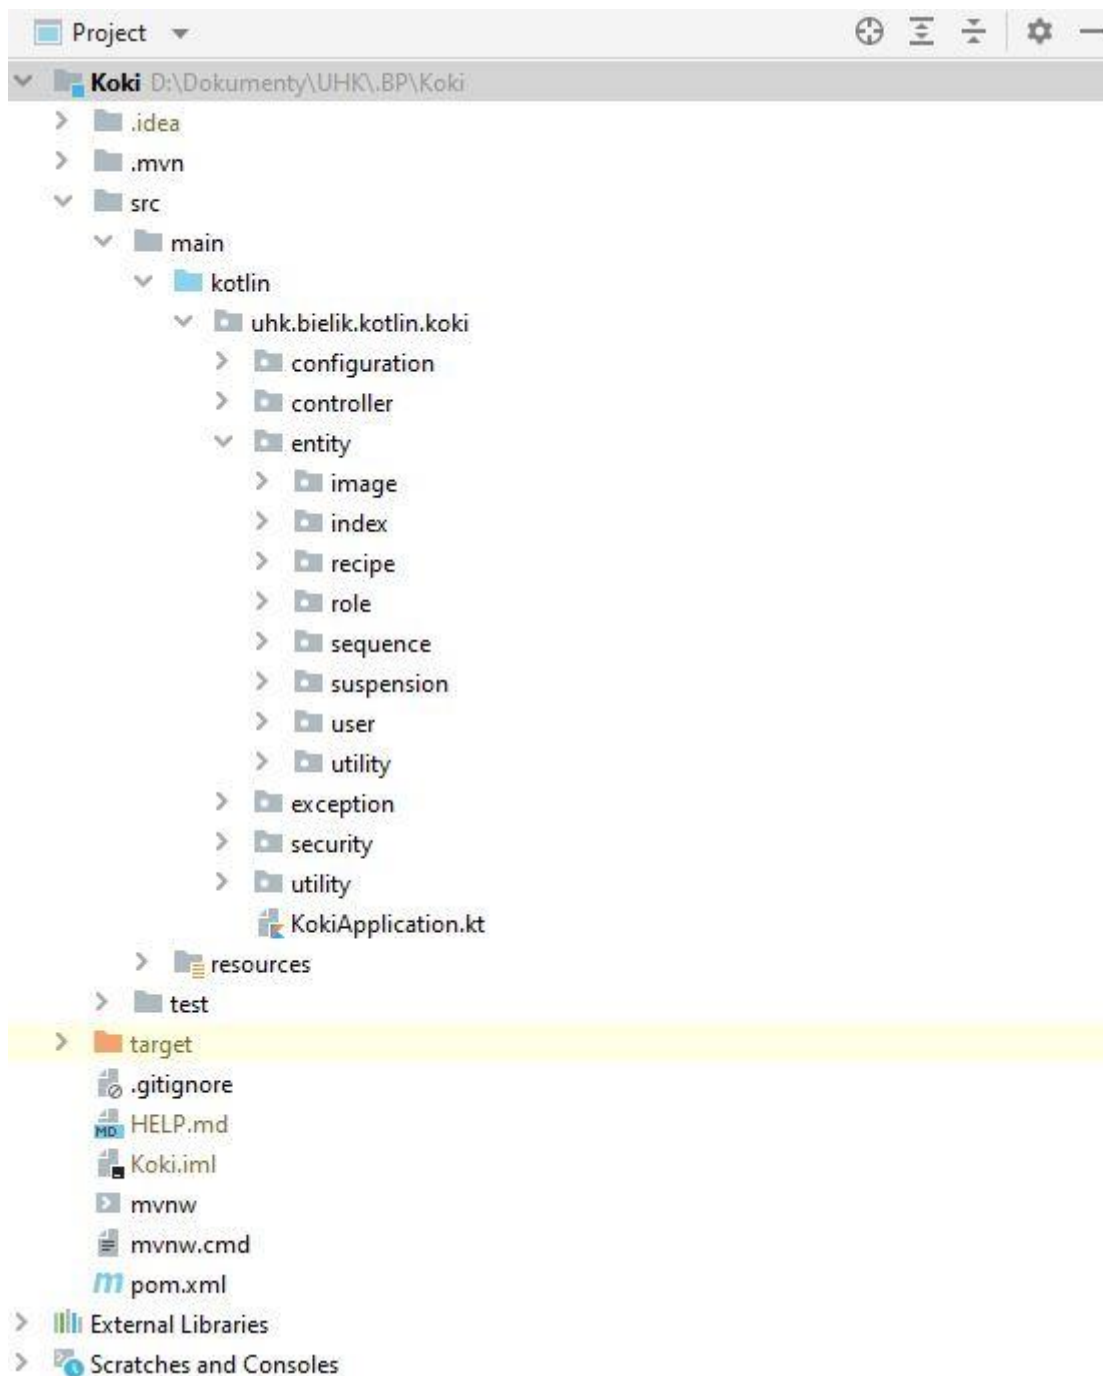 Project
Koki D:\Dokumenty\UHK\.BP\Koki
.idea
.mvn
src
main
kotlin
uhk.bielik.kotlin.koki
configuration
controller
entity
image
index
recipe
role
sequence
suspension
user
utility
exception
security
utility
KokiApplication.kt
resources
test
target
.gitignore
MD HELP.md
Koki.iml
mvnw
mvnw.cmd
m pom.xml
External Libraries
Scratches and Consoles